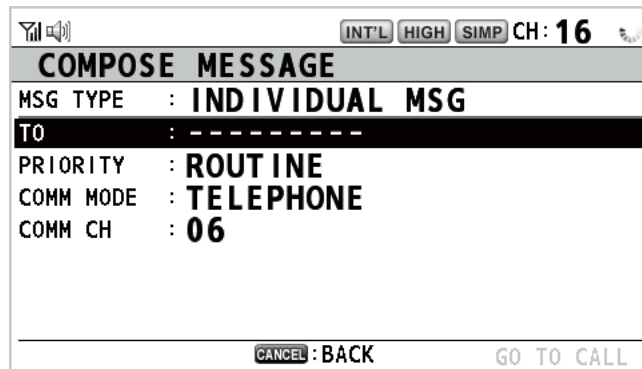 INT'L HIGH SIMP CH: 16
COMPOSE MESSAGE
MSG TYPE : INDIVIDUAL MSG
TO : ---------
PRIORITY : ROUTINE
COMM MODE : TELEPHONE
COMM CH : 06
CANCEL : BACK GO TO CALL